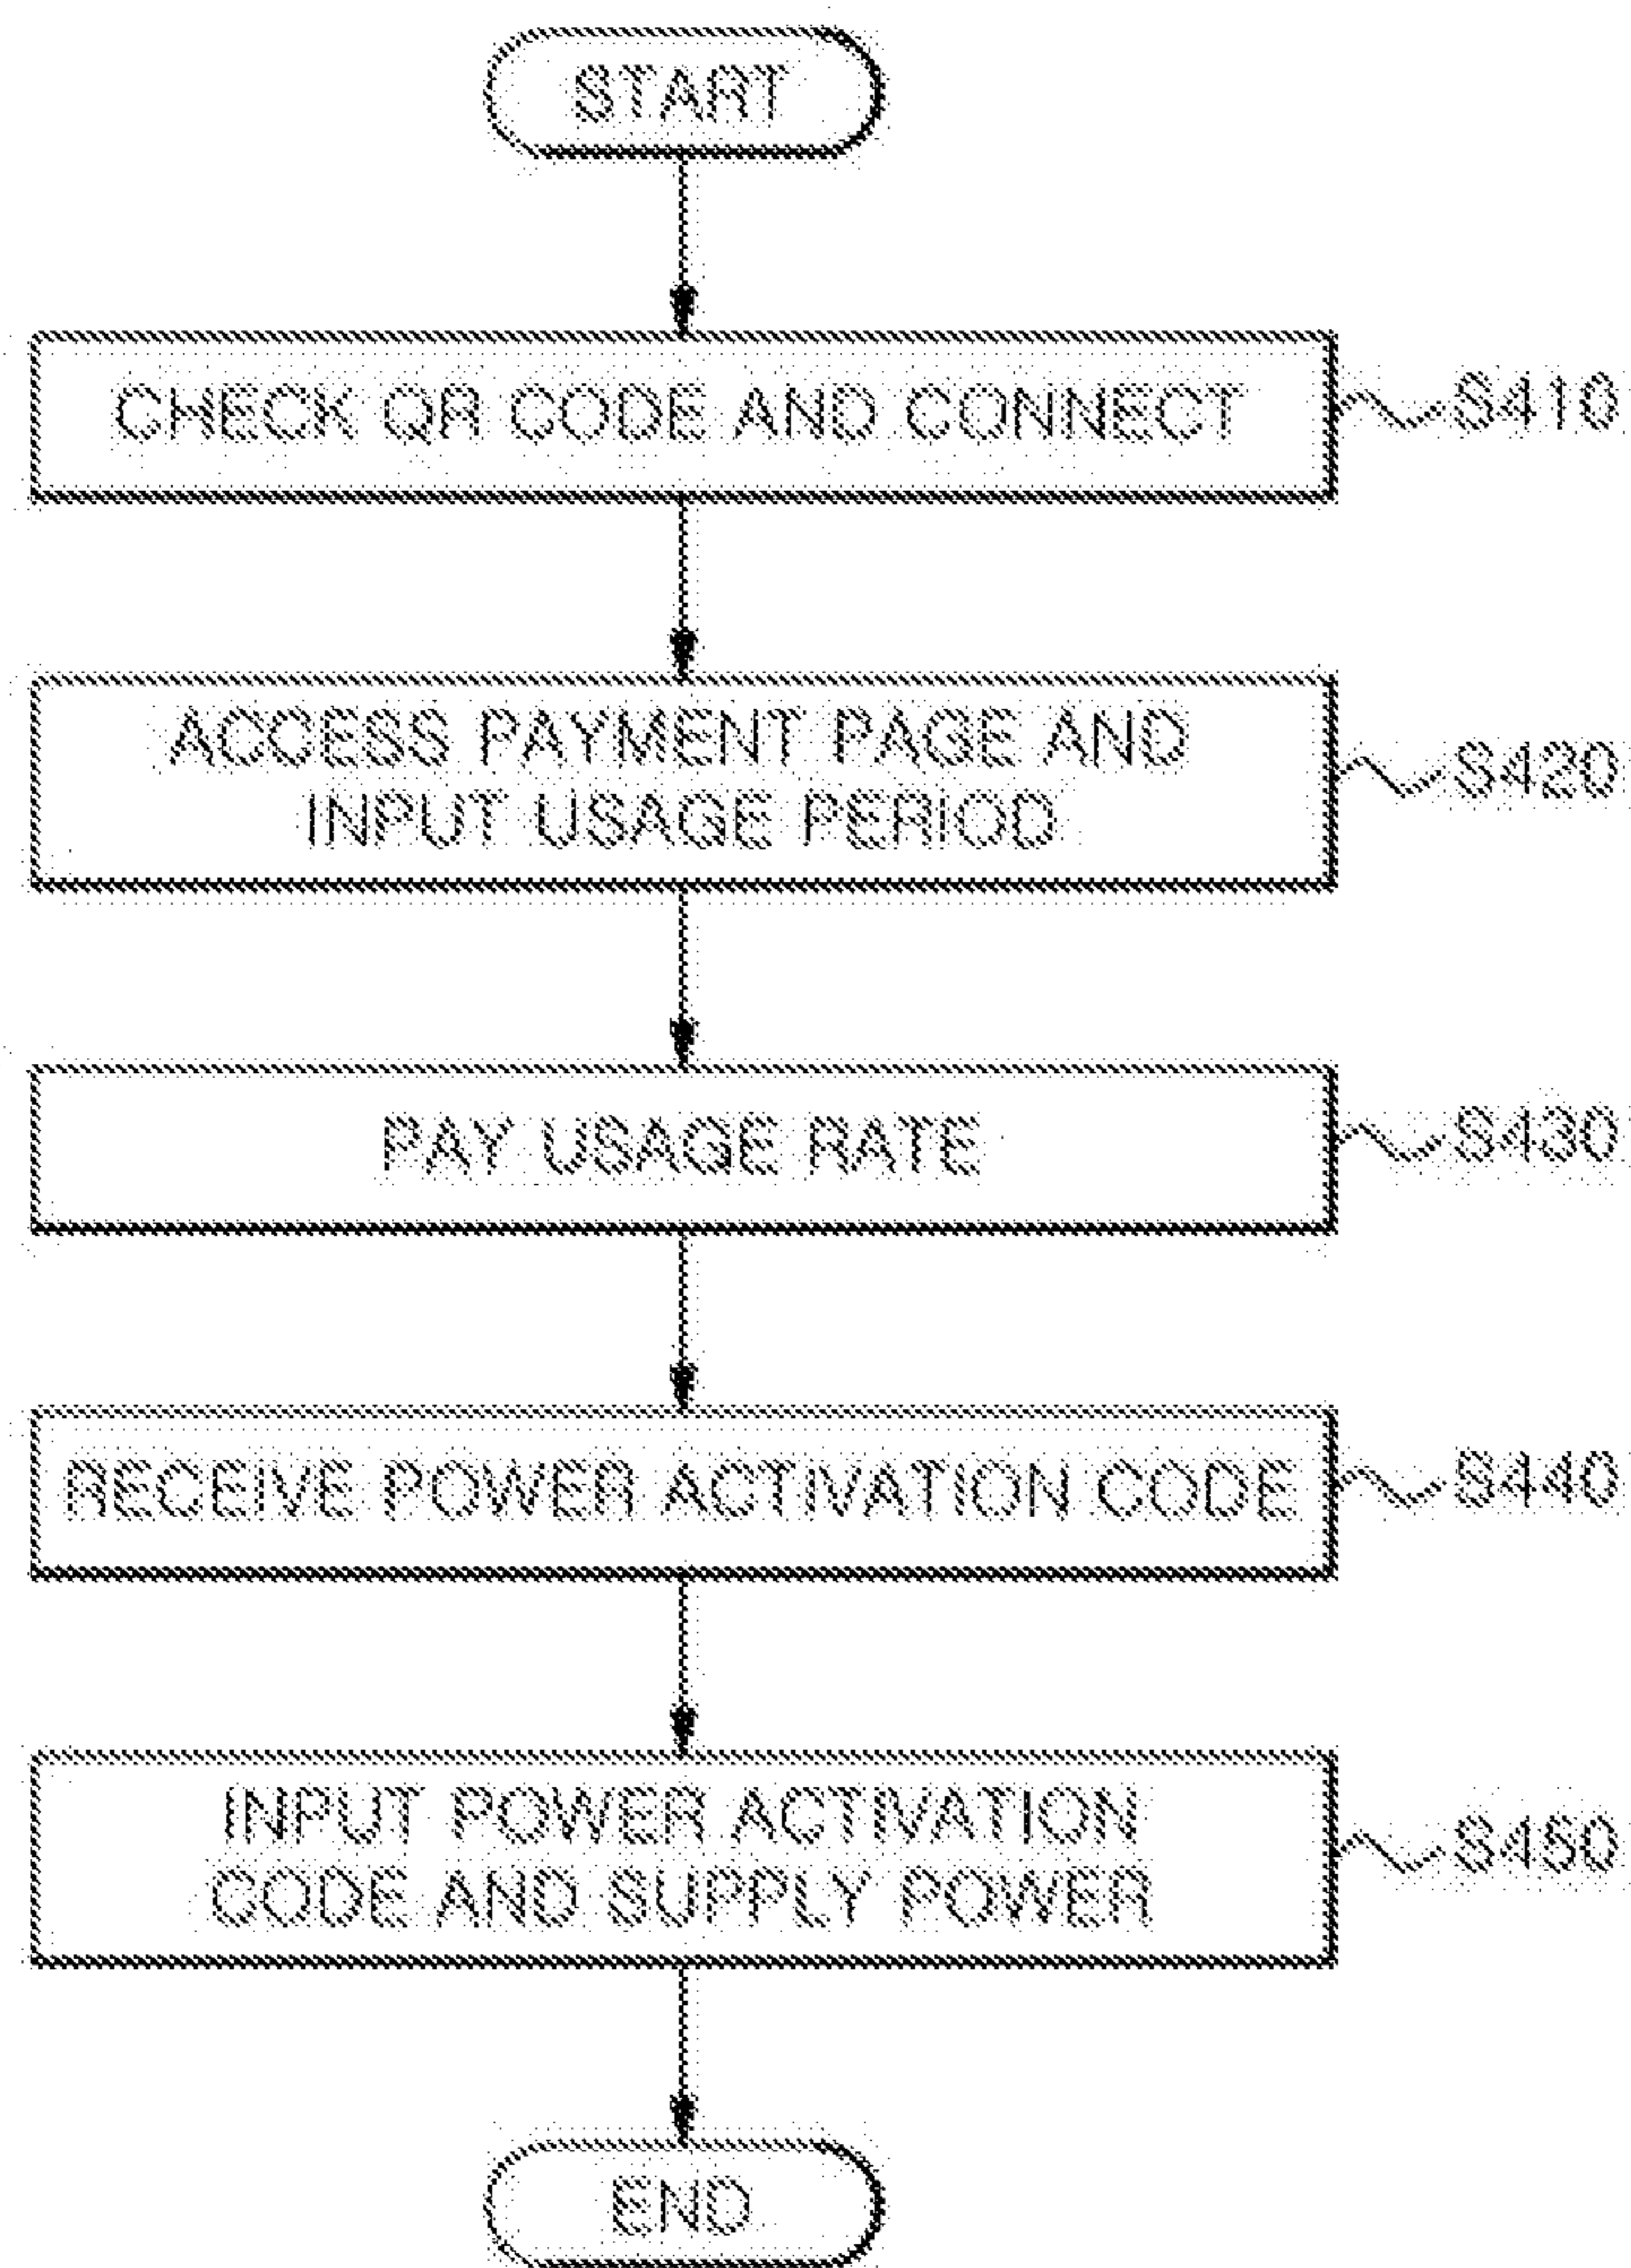 START
CHECK QR CODE AND CONNECT
S410
ACCESS PAYMENT PAGE AND
INPUT USAGE PERIOD
S420
PAY USAGE RATE
S430
RECEIVE POWER ACTIVATION CODE
S440
INPUT POWER ACTIVATION
CODE AND SUPPLY POWER
S450
END